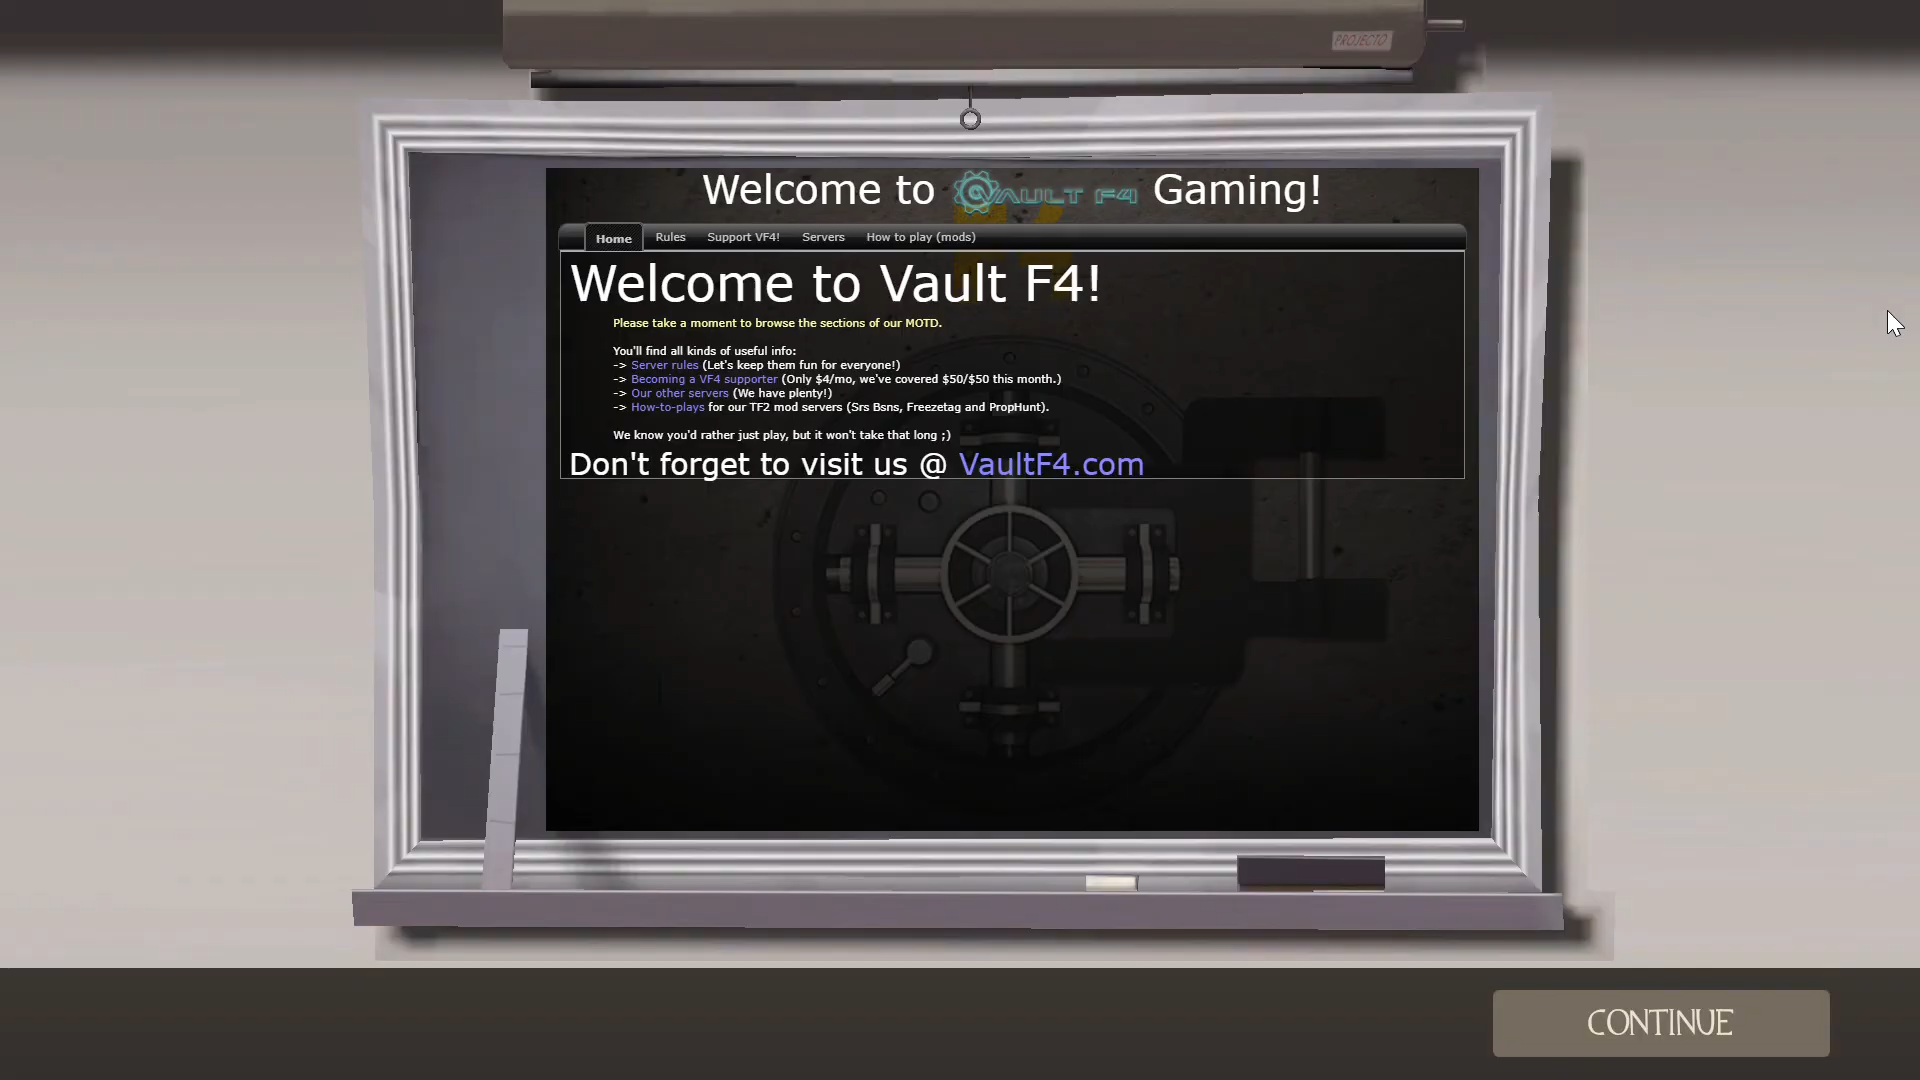 PROJECTO
Welcome to VAULT F4 Gaming!
Home Rules Support VF4! Servers How to play (mods)
Welcome to Vault F4!
Please take a moment to browse the sections of our MOTD.
You'll find all kinds of useful info:
-> Server rules (Let's keep them fun for everyone!)
-> Becoming a VF4 supporter (Only $4/mo, we've covered $50/$50 this month.)
-> Our other servers (We have plenty!)
-> How-to-plays for our TF2 mod servers (Srs Bsns, Freezetag and PropHunt).
We know you'd rather just play, but it won't take that long ;)
Don't forget to visit us @ VaultF4.com
CONTINUE